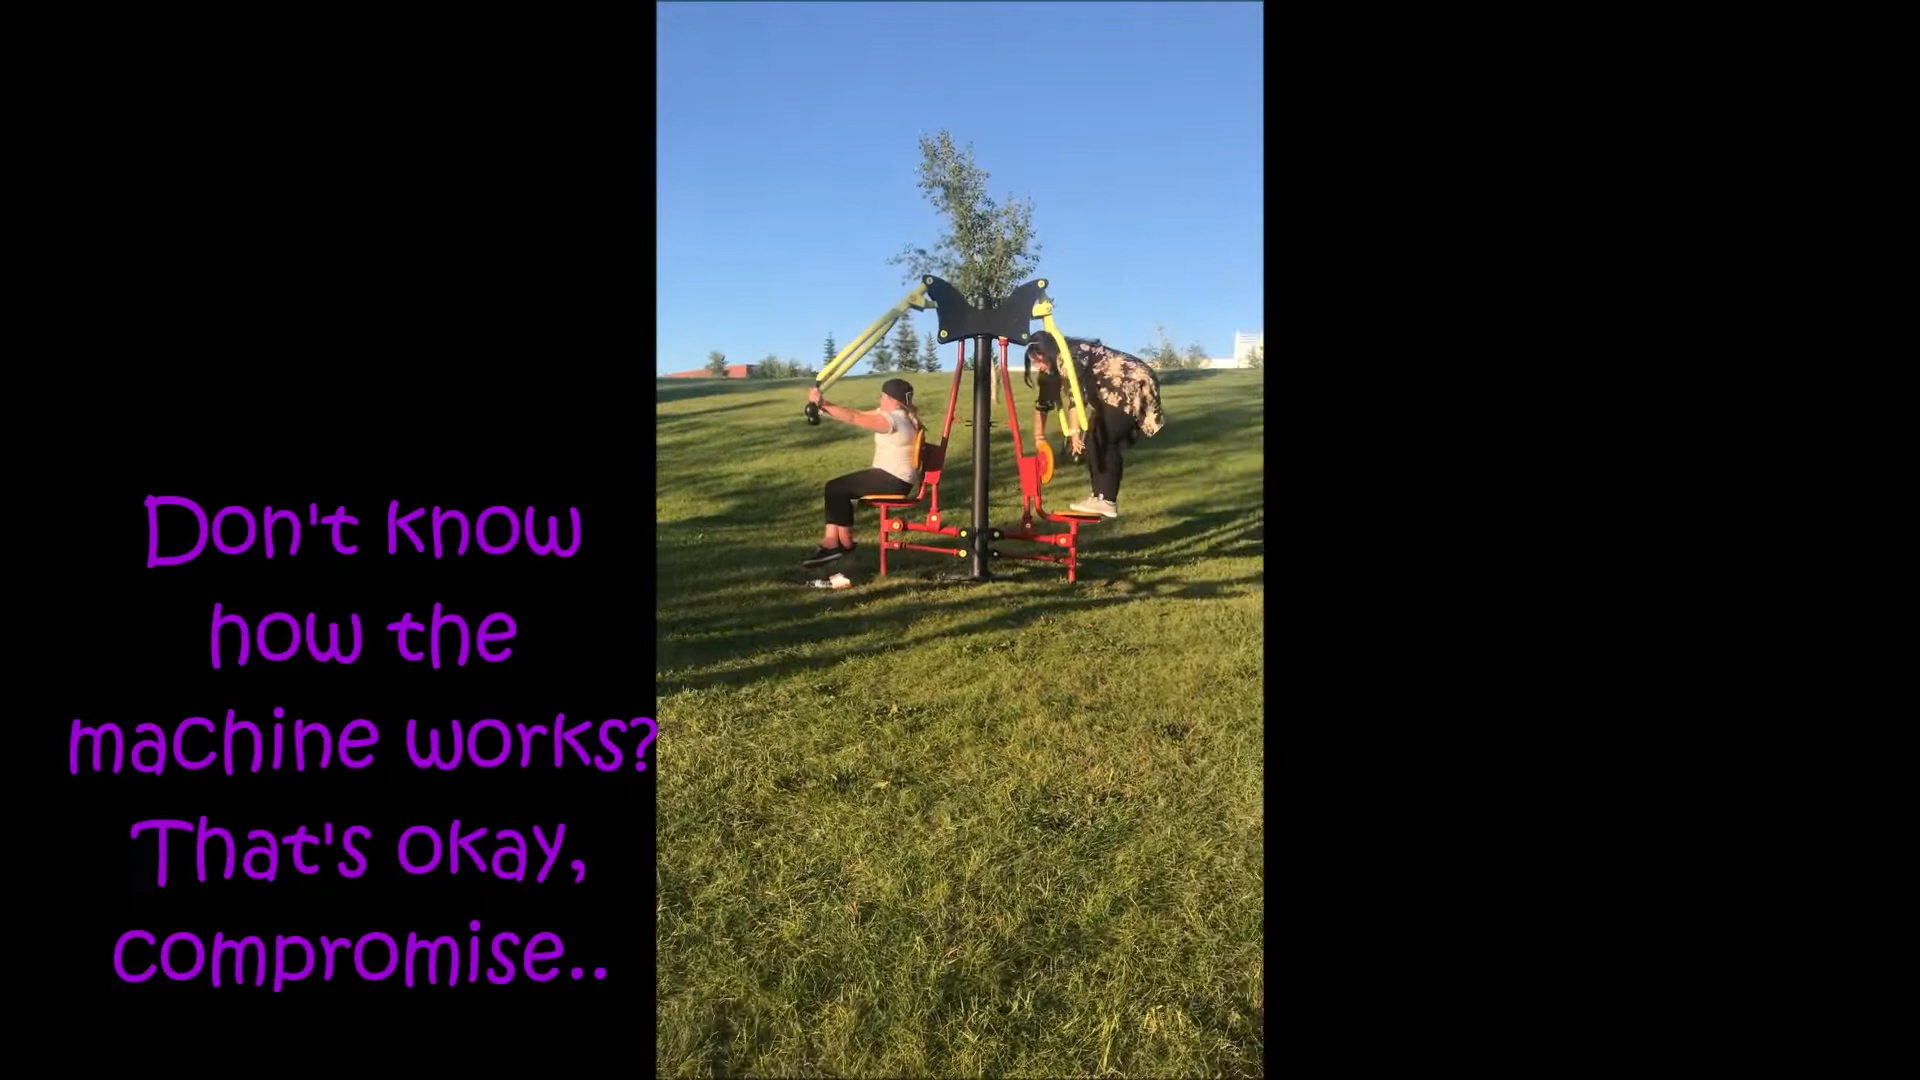 Don't know
how the
machine works?
That's okay,
compromise..